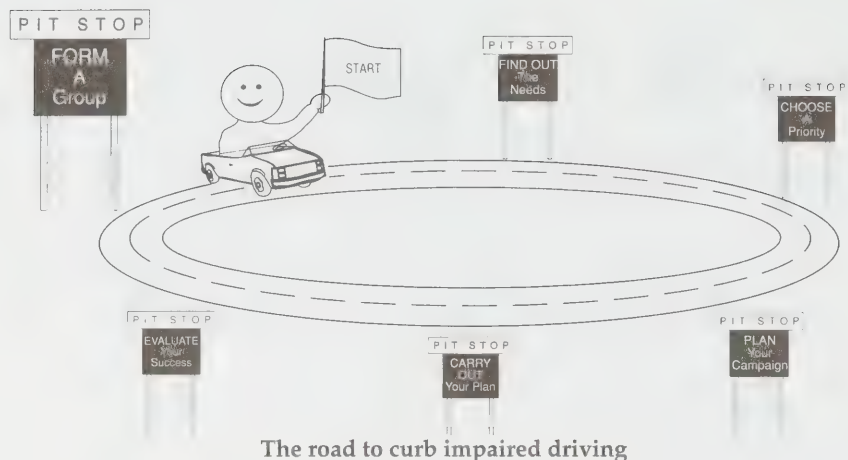 PIT STOP
FORM
A
Group
START
PIT STOP
FIND OUT
The
Needs
PIT STOP
CHOOSE
Priority
PIT STOP
PLAN
Your
Campaign
PIT STOP
CARRY
OUT
Your Plan
PIT STOP
EVALUATE
Your
Success
The road to curb impaired driving